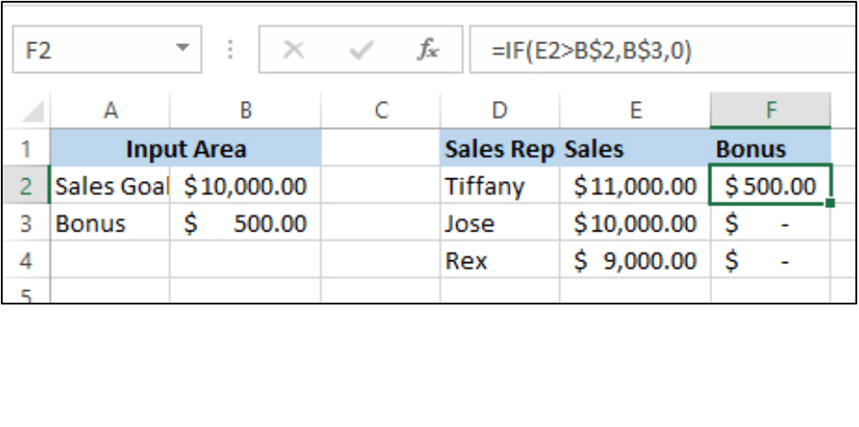 F2 fx =IF(E2>B$2,B$3,0)
A B C D E F
1 Input Area Sales Rep Sales Bonus
2 Sales Goal $10,000.00 Tiffany $11,000.00 $500.00
3 Bonus $ 500.00 Jose $10,000.00 $ -
4 Rex $ 9,000.00 $ -
5